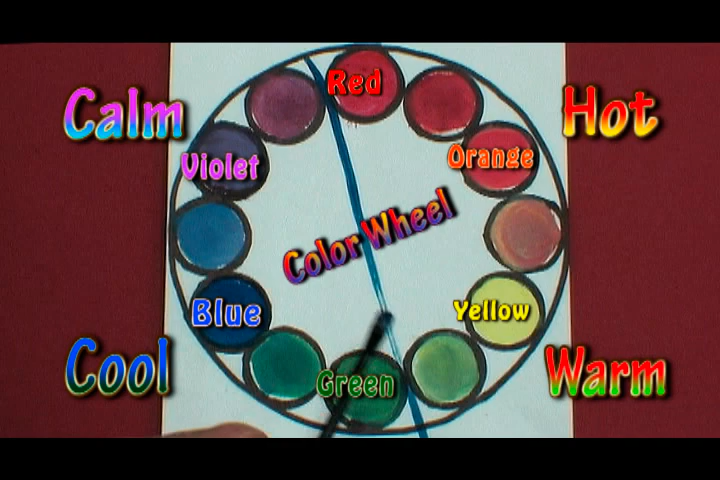 Red
Calm
Hot
Orange
Violet
Color Wheel
Blue
Yellow
Cool
Green
Warm